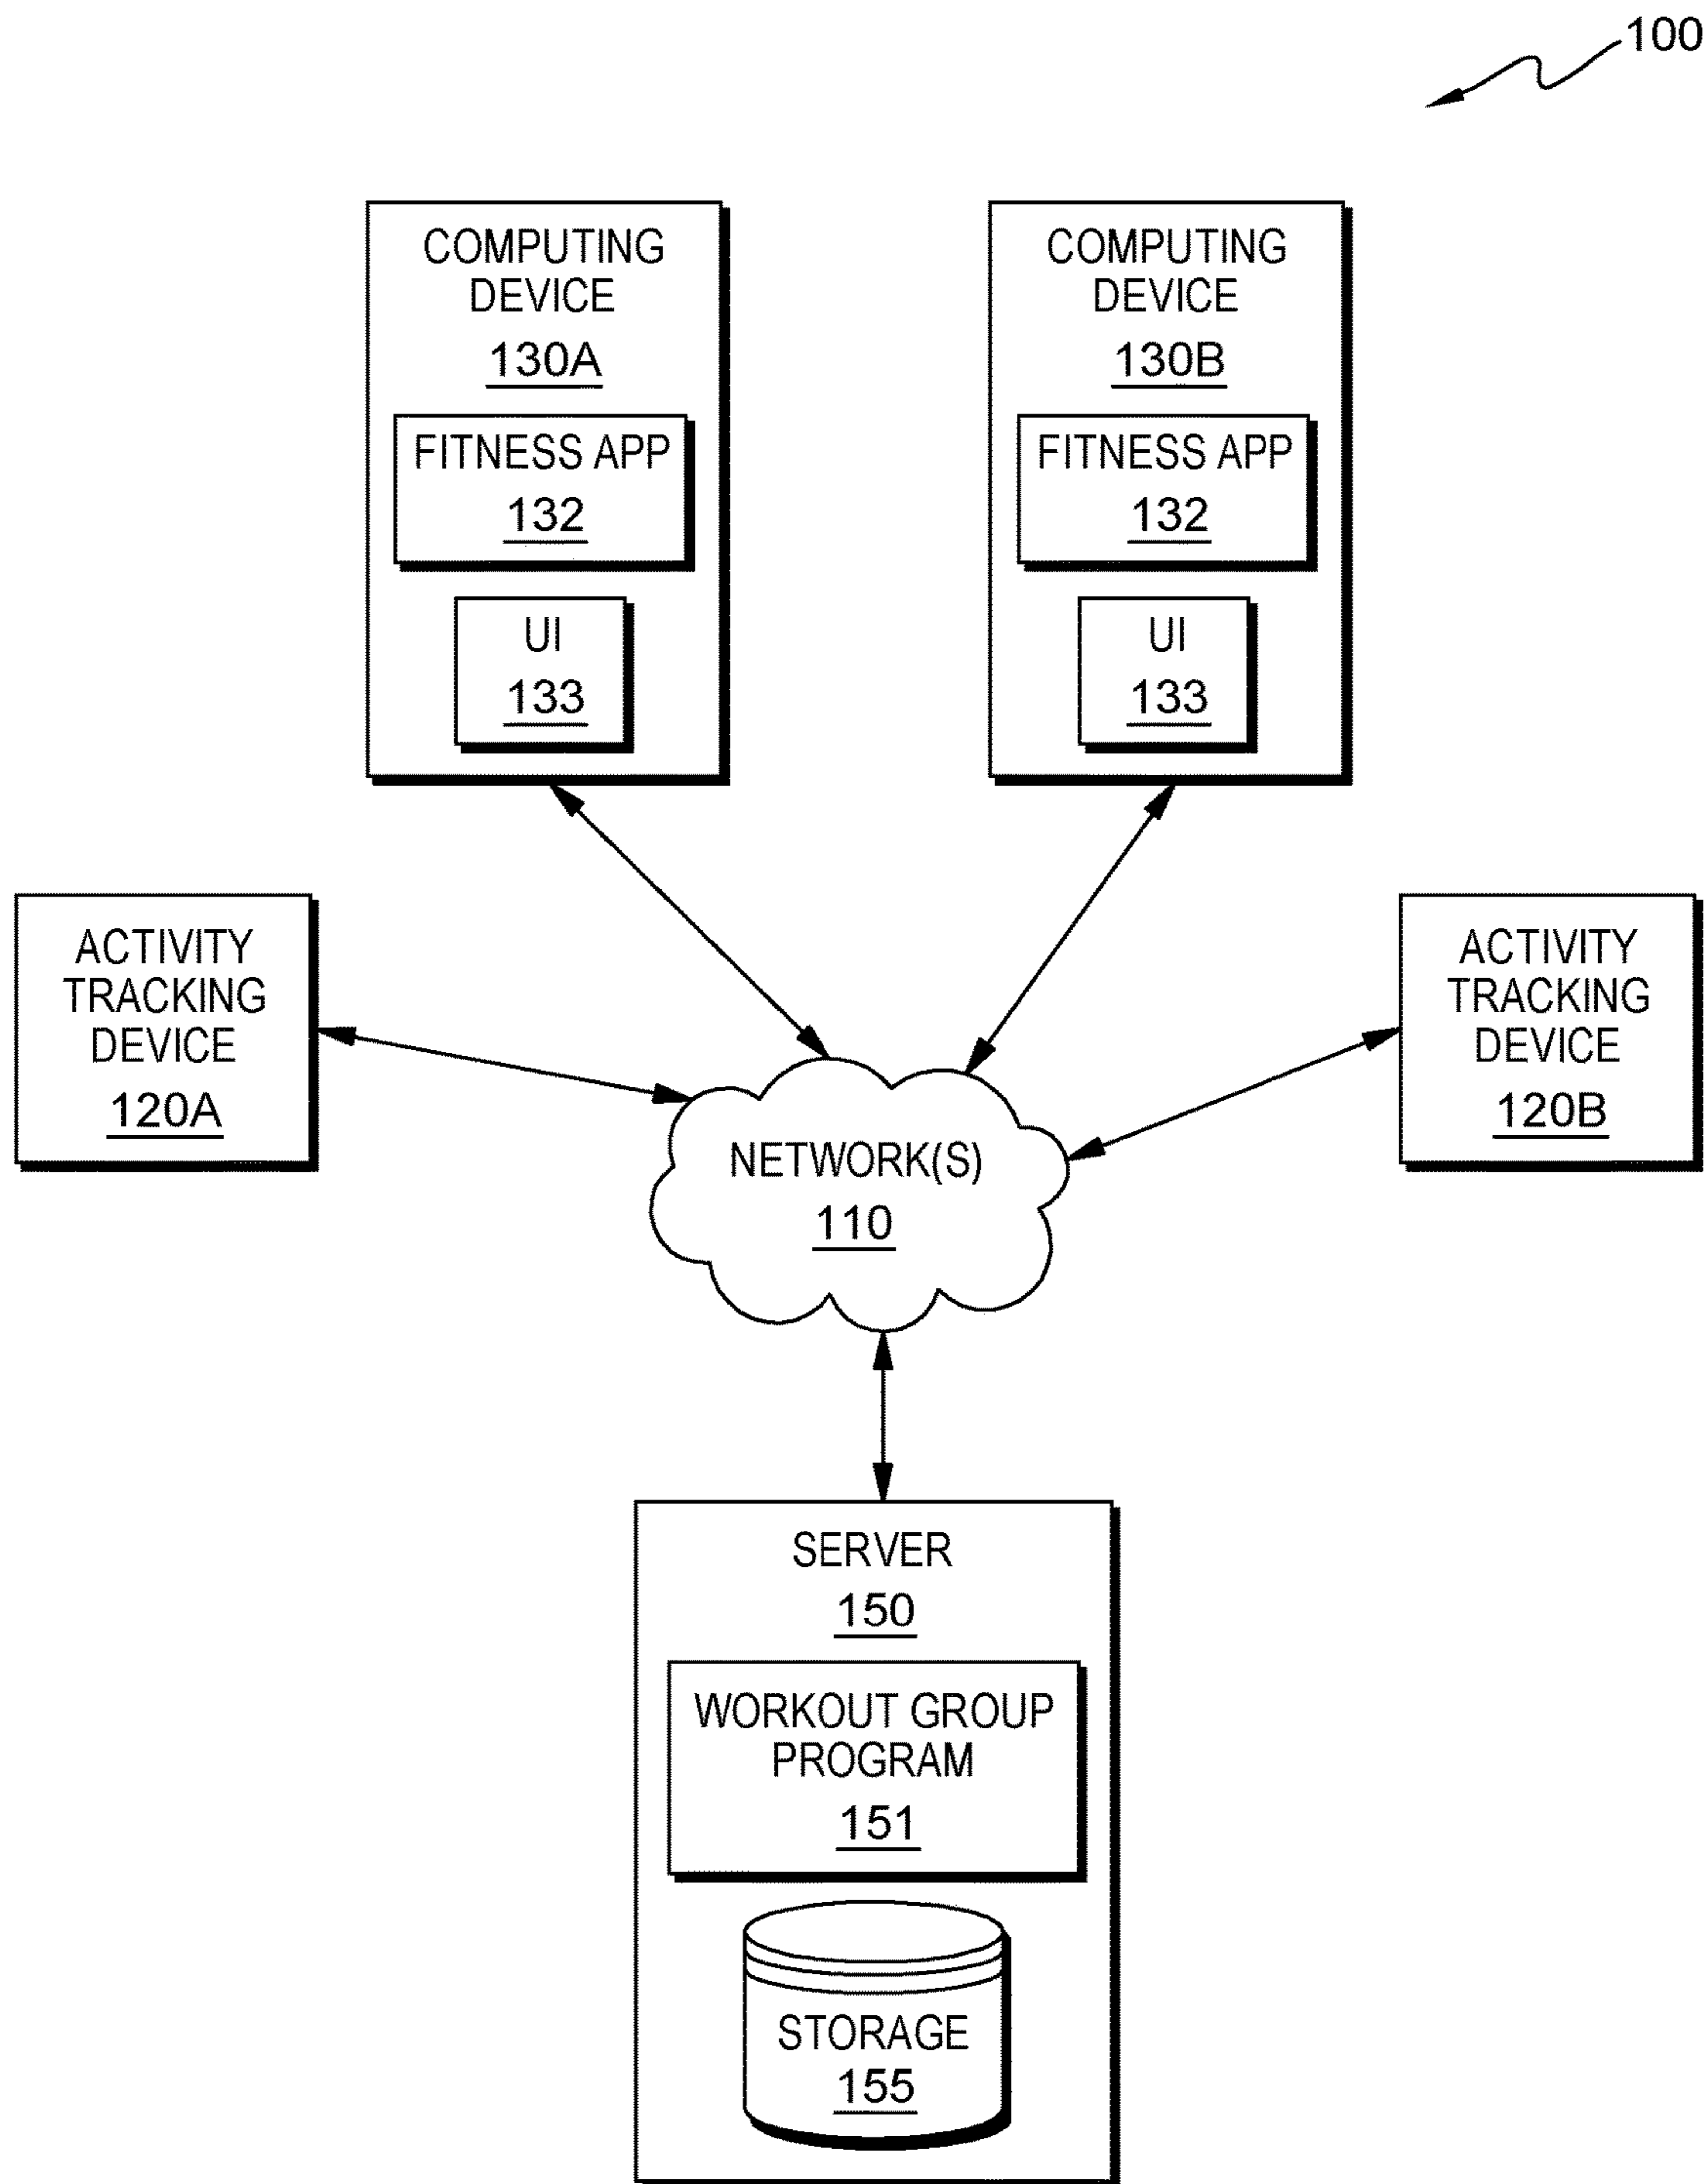 100
COMPUTING
DEVICE
130A
FITNESS APP
132
UI
133
COMPUTING
DEVICE
130B
FITNESS APP
132
UI
133
ACTIVITY
TRACKING
DEVICE
120A
ACTIVITY
TRACKING
DEVICE
120B
NETWORK(S)
110
SERVER
150
WORKOUT GROUP
PROGRAM
151
STORAGE
155